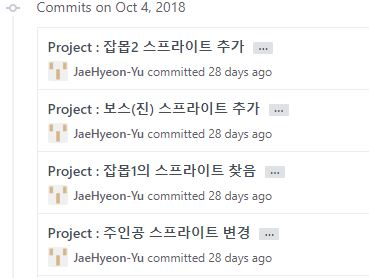 Commits on Oct 4, 2018
Project : 잡몹2 스프라이트 추가 ...
JaeHyeon-Yu committed 28 days ago
Project : 보스(진) 스프라이트 추가 ...
JaeHyeon-Yu committed 28 days ago
Project : 잡몹1의 스프라이트 찾음 ...
JaeHyeon-Yu committed 28 days ago
Project : 주인공 스프라이트 변경 ...
JaeHyeon-Yu committed 28 days ago